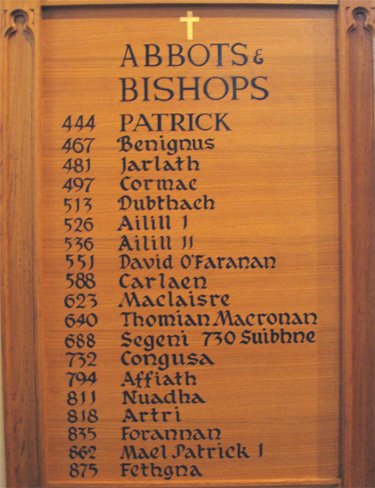 ABBOTS &
BISHOPS
444 PATRICK
467 Benignus
481 Jarlath
497 Cormac
513 Dubthach
526 Ailill I
536 Ailill II
551 David O'Faranan
588 Carlaen
623 Maclaisre
640 Thomian Macronan
688 Segeni 730 Suibhne
732 Congusa
794 Affiath
811 Nuadha
818 Artri
835 Forannan
862 Mael Patrick I
875 Fethgna